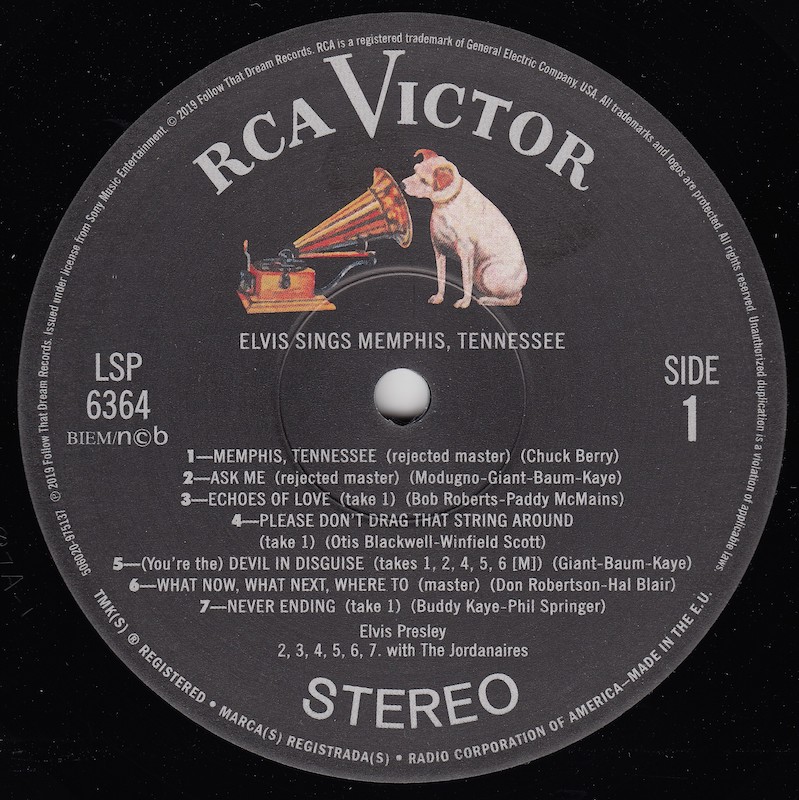 506020-975137 ℗ 2019 Follow That Dream Records. Issued under license from Sony Music Entertainment. © 2019 Follow That Dream Records. RCA is a registered trademark of General Electric Company, USA. All trademarks and logos are protected. All rights reserved. Unauthorized duplication is a violation of applicable laws.
RCA VICTOR
ELVIS SINGS MEMPHIS, TENNESSEE
LSP
6364
BIEM/n©b
SIDE
1
1—MEMPHIS, TENNESSEE (rejected master) (Chuck Berry)
2—ASK ME (rejected master) (Modugno-Giant-Baum-Kaye)
3—ECHOES OF LOVE (take 1) (Bob Roberts-Paddy McMains)
4—PLEASE DON'T DRAG THAT STRING AROUND
(take 1) (Otis Blackwell-Winfield Scott)
5—(You're the) DEVIL IN DISGUISE (takes 1, 2, 4, 5, 6 [M]) (Giant-Baum-Kaye)
6—WHAT NOW, WHAT NEXT, WHERE TO (master) (Don Robertson-Hal Blair)
7—NEVER ENDING (take 1) (Buddy Kaye-Phil Springer)
Elvis Presley
2, 3, 4, 5, 6, 7. with The Jordanaires
STEREO
TMK(S) ® REGISTERED • MARCA(S) REGISTRADA(S) • RADIO CORPORATION OF AMERICA—MADE IN THE E.U.